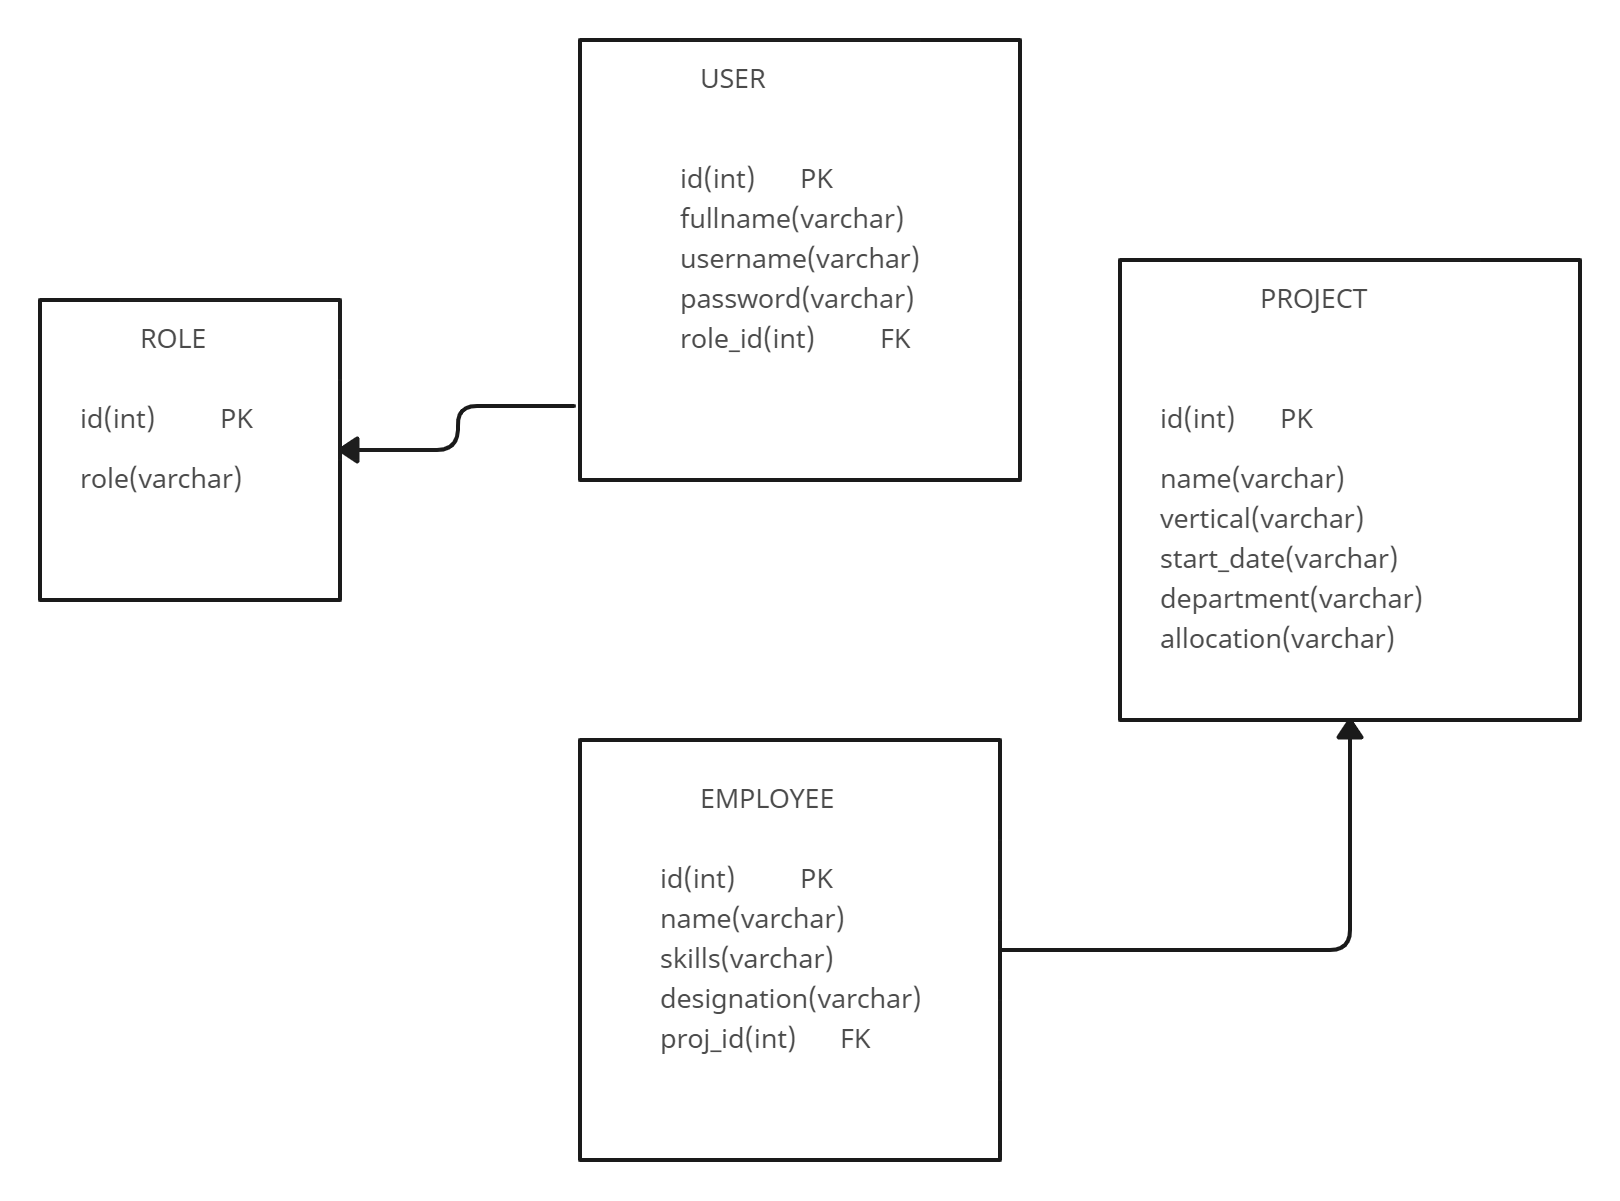 USER
id(int) PK
fullname(varchar)
username(varchar)
password(varchar)
role_id(int) FK
ROLE
id(int) PK
role(varchar)
PROJECT
id(int) PK
name(varchar)
vertical(varchar)
start_date(varchar)
department(varchar)
allocation(varchar)
EMPLOYEE
id(int) PK
name(varchar)
skills(varchar)
designation(varchar)
proj_id(int) FK